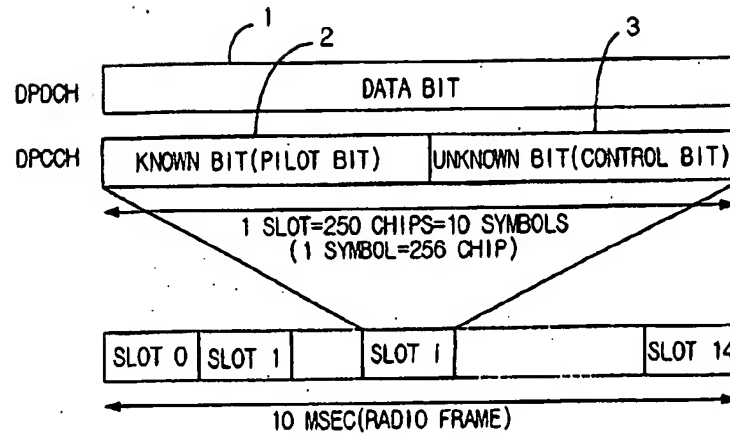 1
2
3
DPDCH
DATA BIT
DPCCH
KNOWN BIT(PILOT BIT)
UNKNOWN BIT(CONTROL BIT)
1 SLOT=250 CHIPS=10 SYMBOLS
(1 SYMBOL=256 CHIP)
SLOT 0
SLOT 1
SLOT I
SLOT 14
10 MSEC(RADIO FRAME)